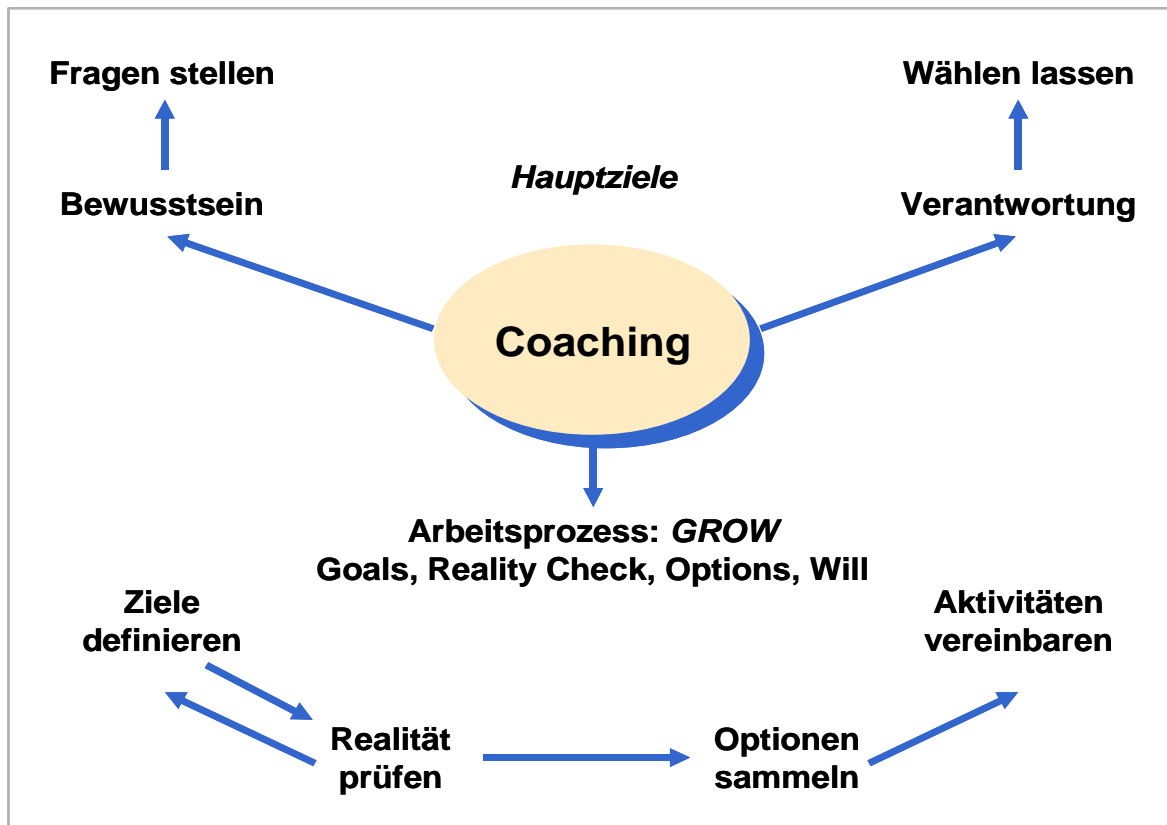 Fragen stellen
Wählen lassen
Hauptziele
Bewusstsein
Verantwortung
Coaching
Arbeitsprozess: GROW
Goals, Reality Check, Options, Will
Ziele
definieren
Aktivitäten
vereinbaren
Realität
prüfen
Optionen
sammeln